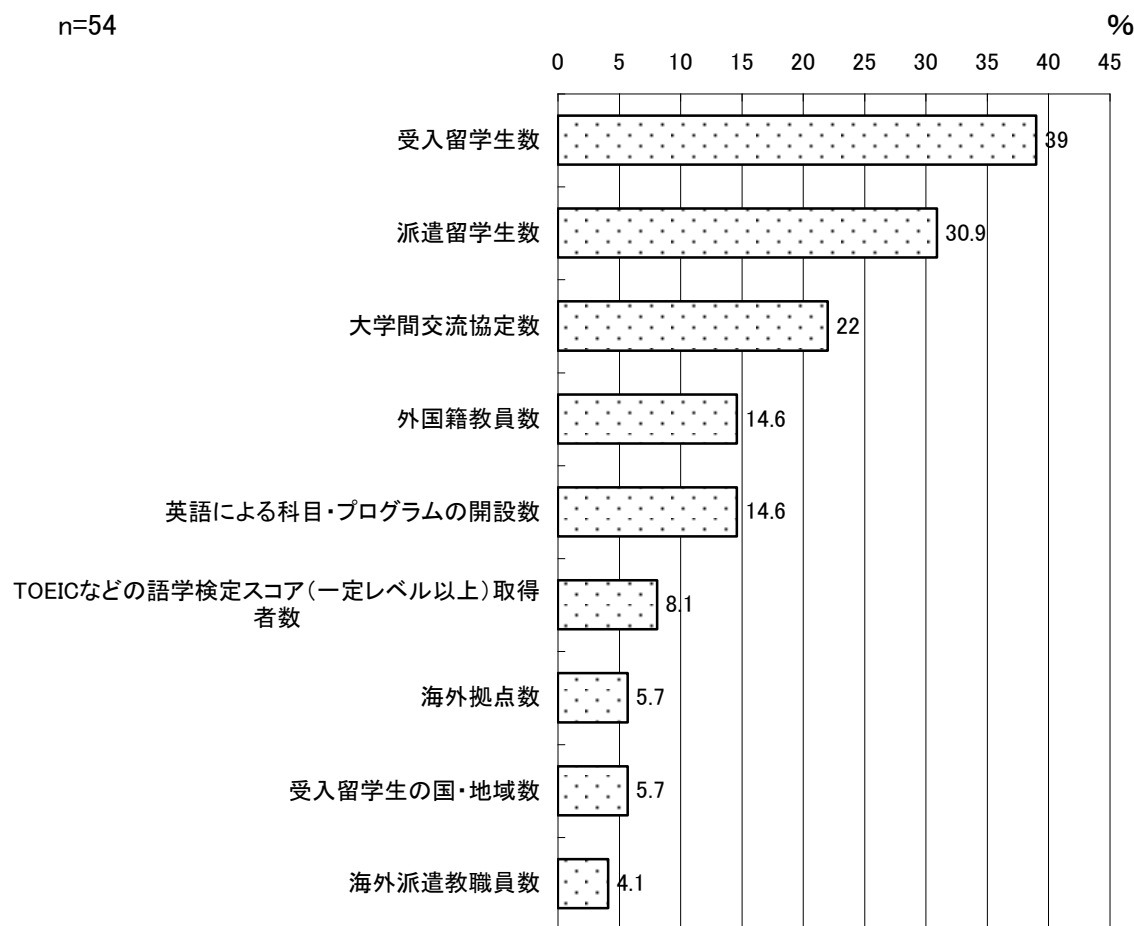 n=54
%
0 5 10 15 20 25 30 35 40 45
受入留学生数 39
派遣留学生数 30.9
大学間交流協定数 22
外国籍教員数 14.6
英語による科目・プログラムの開設数 14.6
TOEICなどの語学検定スコア(一定レベル以上)取得
者数 8.1
海外拠点数 5.7
受入留学生の国・地域数 5.7
海外派遣教職員数 4.1